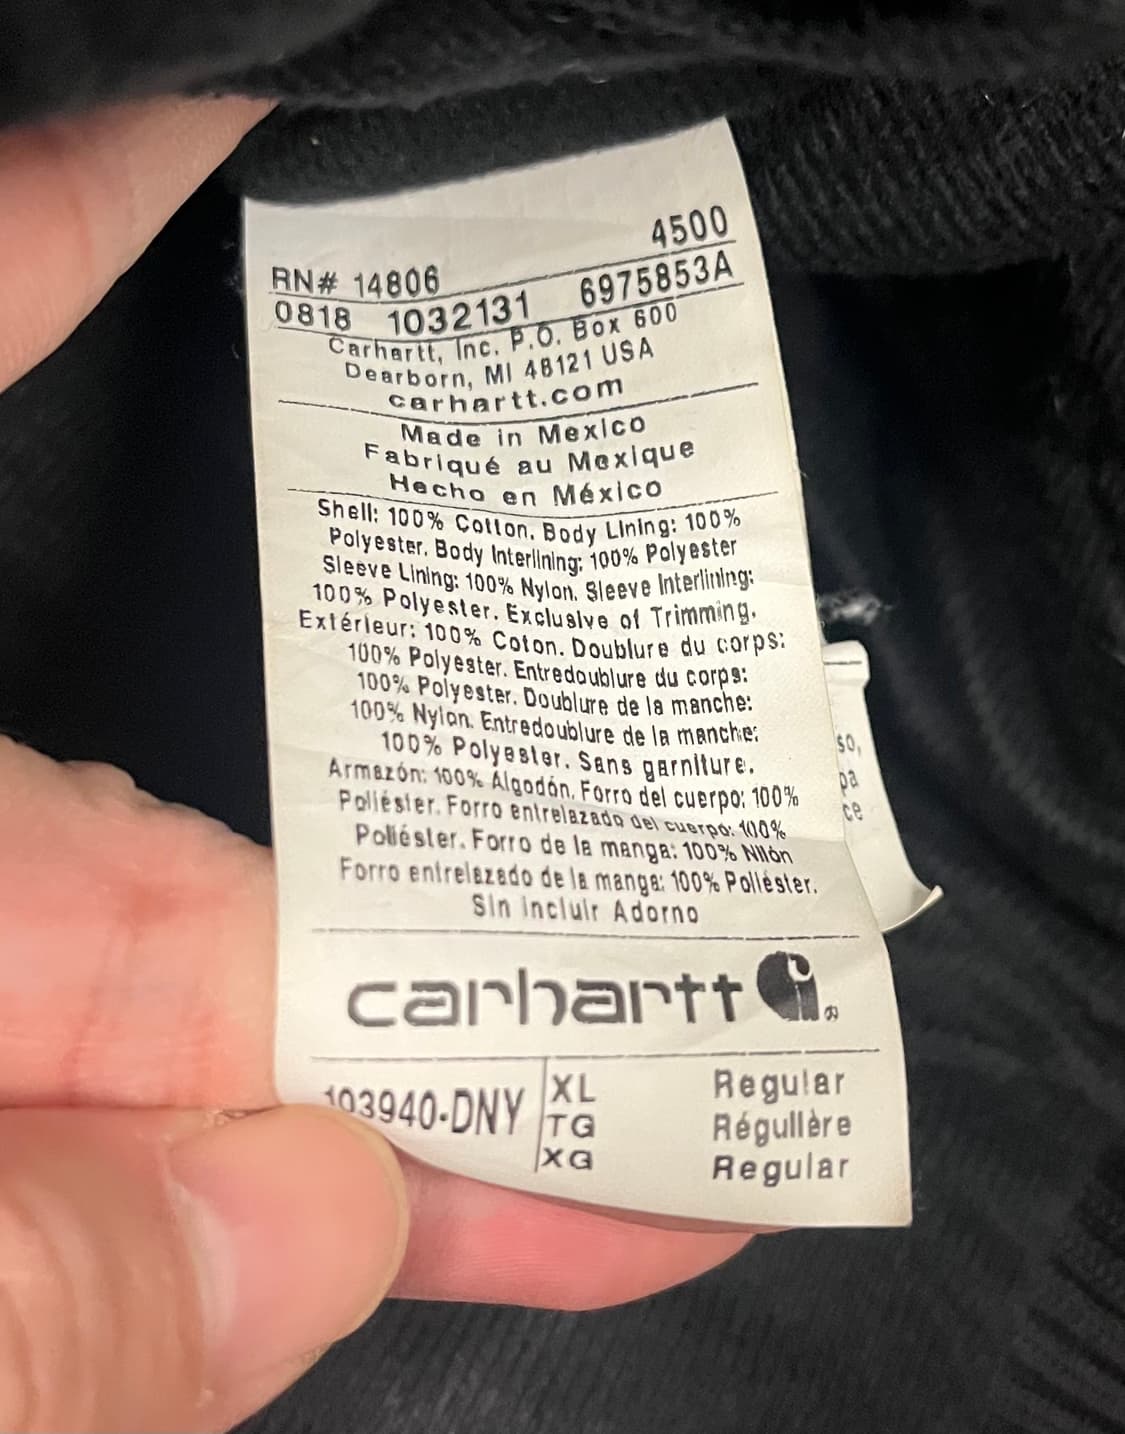 4500
RN# 14806
0818 1032131 6975853A
Carhartt, Inc. P.O. Box 600
Dearborn, MI 48121 USA
carhartt.com
Made in Mexico
Fabriqué au Mexique
Hecho en México
Shell: 100% Cotton. Body Lining: 100%
Polyester. Body Interlining: 100% Polyester
Sleeve Lining: 100% Nylon. Sleeve Interlining:
100% Polyester. Exclusive of Trimming.
Extérieur: 100% Coton. Doublure du corps:
100% Polyester. Entredoublure du corps:
100% Polyester. Doublure de la manche:
100% Nylon. Entredoublure de la manche:
100% Polyester. Sans garniture.
Armazón: 100% Algodón. Forro del cuerpo: 100%
Poliéster. Forro entrelazado del cuerpo: 100%
Poliéster. Forro de la manga: 100% Nilón
Forro entrelazado de la manga: 100% Poliéster.
Sin incluir Adorno
carhartt ®
103940-DNY XL Regular
TG Régulière
XG Regular
so,
pa
ce